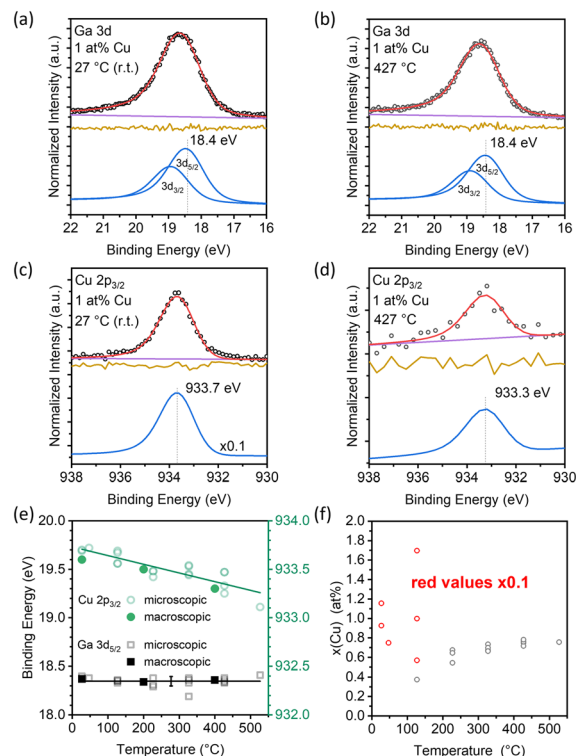 (a)
Ga 3d
1 at% Cu
27 °C (r.t.)
18.4 eV
3d5/2
3d3/2
Normalized Intensity (a.u.)
22 21 20 19 18 17 16
Binding Energy (eV)
(b)
Ga 3d
1 at% Cu
427 °C
18.4 eV
3d5/2
3d3/2
Normalized Intensity (a.u.)
22 21 20 19 18 17 16
Binding Energy (eV)
(c)
Cu 2p3/2
1 at% Cu
27 °C (r.t.)
933.7 eV
x0.1
Normalized Intensity (a.u.)
938 936 934 932 930
Binding Energy (eV)
(d)
Cu 2p3/2
1 at% Cu
427 °C
933.3 eV
Normalized Intensity (a.u.)
938 936 934 932 930
Binding Energy (eV)
(e)
20.0
19.5
19.0
18.5
18.0
Binding Energy (eV)
934.0
933.5
933.0
932.5
932.0
Cu 2p3/2
microscopic
macroscopic
Ga 3d5/2
microscopic
macroscopic
0 100 200 300 400 500
Temperature (°C)
(f)
2.0
1.8
1.6
1.4
1.2
1.0
0.8
0.6
0.4
0.2
0.0
x(Cu) (at%)
red values x0.1
0 100 200 300 400 500
Temperature (°C)